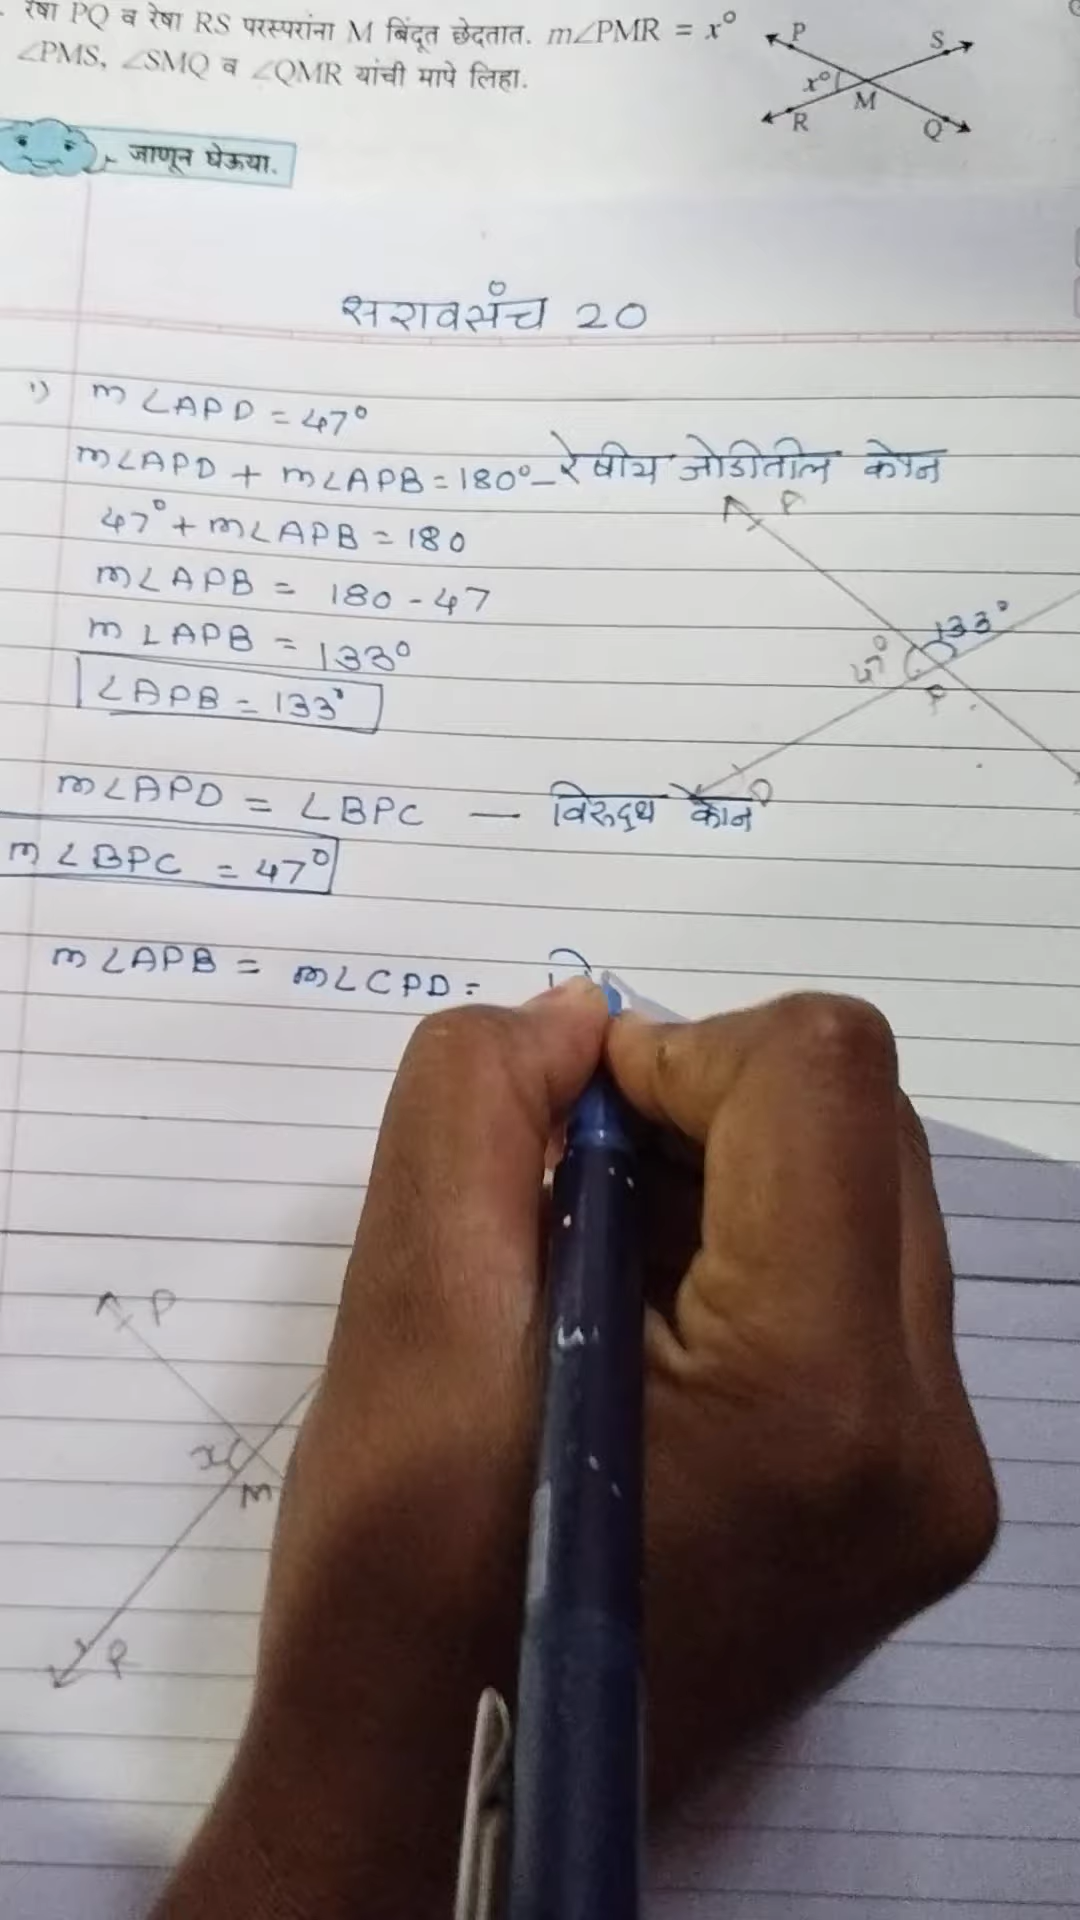 रेषा PQ व रेषा RS परस्परांना M बिंदूत छेदतात. m∠PMR = x°
∠PMS, ∠SMQ व ∠QMR यांची मापे लिहा.
P
S
x°
M
R
Q
जाणून घेऊया.
सरावसंच 20
1) m∠APD = 47°
m∠APD + m∠APB = 180° – रेषीय जोडीतील कोन
47° + m∠APB = 180
m∠APB = 180 - 47
m∠APB = 133°
∠APB = 133°
P
133°
47°
P
D
m∠APD = ∠BPC — विरुद्ध कोन
m∠BPC = 47°
m∠APB = m∠CPD =
P
x
M
R